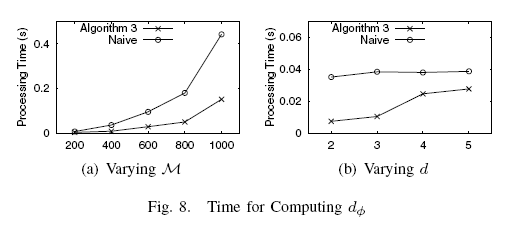 Algorithm 3
Naive
Processing Time (s)
0.4
0.2
0
200 400 600 800 1000
(a) Varying ℳ
Algorithm 3
Naive
Processing Time (s)
0.06
0.04
0.02
0
2 3 4 5
(b) Varying d
Fig. 8. Time for Computing d_ϕ